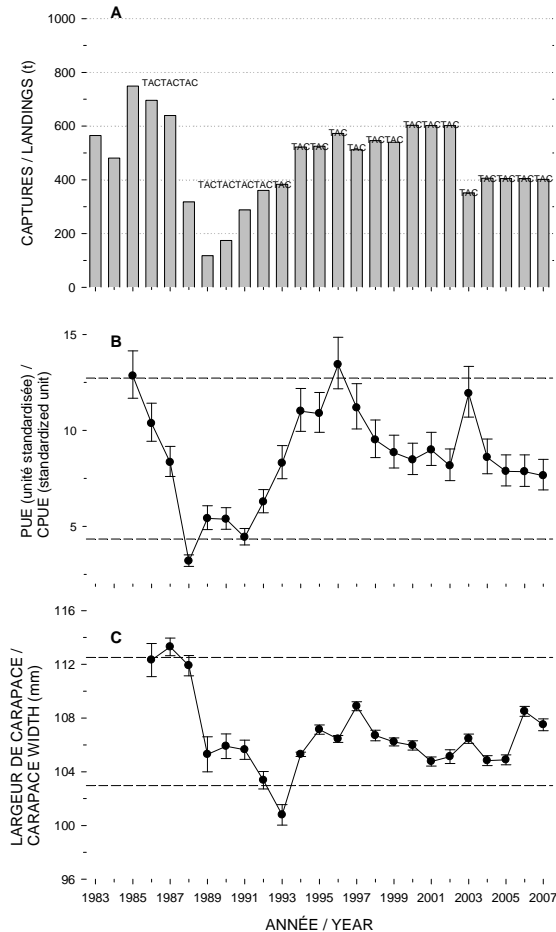 A
1000
800
600
400
200
0
CAPTURES / LANDINGS (t)
TACTACTAC
TACTACTACTACTAC
TACTAC
TAC
TAC
TACTAC
TACTACTAC
TAC
TACTACTACTAC
B
15
10
5
PUE (unité standardisée) /
CPUE (standardized unit)
C
116
112
108
104
100
96
LARGEUR DE CARAPACE /
CARAPACE WIDTH (mm)
1983 1985 1987 1989 1991 1993 1995 1997 1999 2001 2003 2005 2007
ANNÉE / YEAR